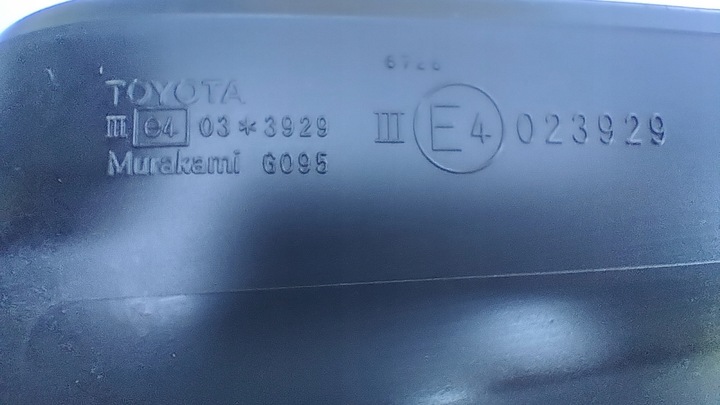 TOYOTA
III e4 03*3929
Murakami G095
III E4 023929